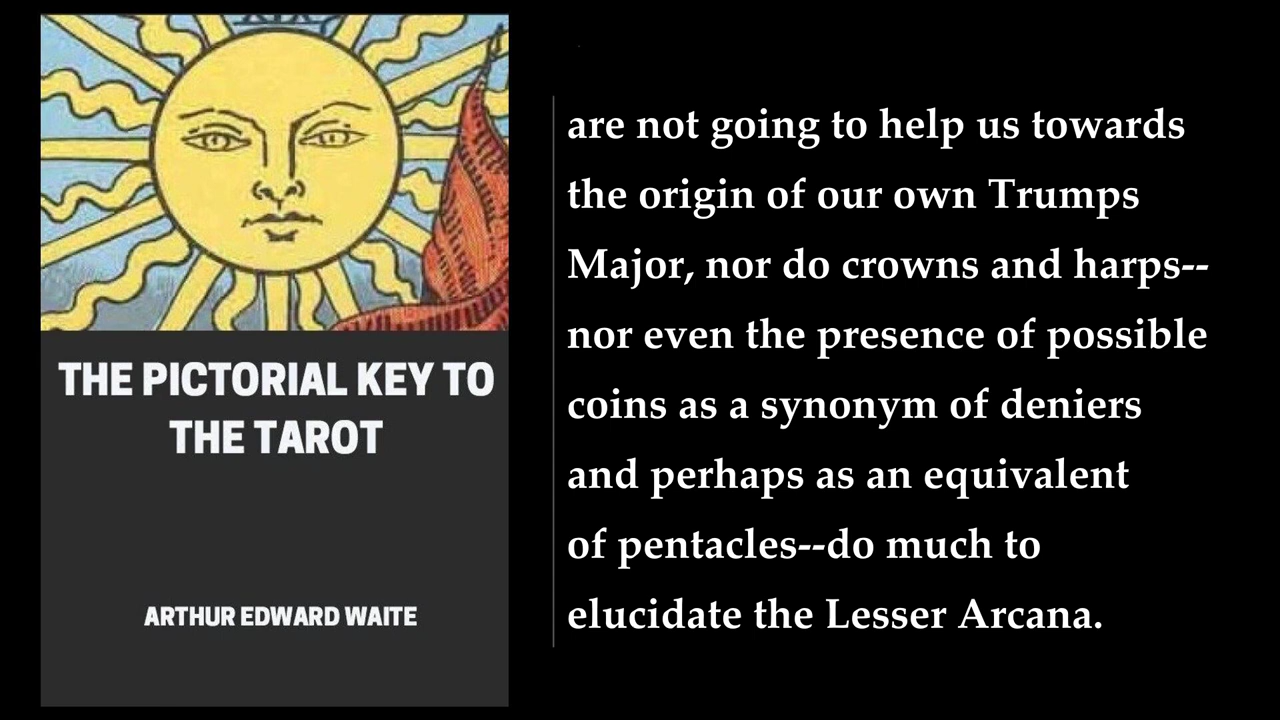 XIX
THE PICTORIAL KEY TO
THE TAROT
ARTHUR EDWARD WAITE
are not going to help us towards
the origin of our own Trumps
Major, nor do crowns and harps--
nor even the presence of possible
coins as a synonym of deniers
and perhaps as an equivalent
of pentacles--do much to
elucidate the Lesser Arcana.